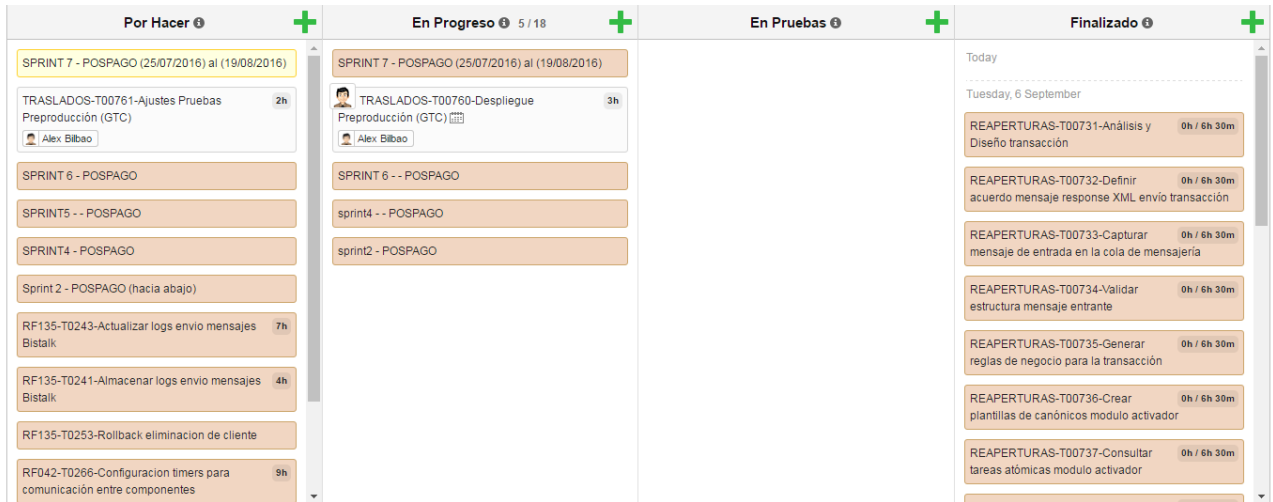 Por Hacer
SPRINT 7 - POSPAGO (25/07/2016) al (19/08/2016)
TRASLADOS-T00761-Ajustes Pruebas 2h
Preproducción (GTC)
Alex Bilbao
SPRINT 6 - POSPAGO
SPRINT5 - - POSPAGO
SPRINT4 - POSPAGO
Sprint 2 - POSPAGO (hacia abajo)
RF135-T0243-Actualizar logs envio mensajes 7h
Bistalk
RF135-T0241-Almacenar logs envio mensajes 4h
Bistalk
RF135-T0253-Rollback eliminacion de cliente
RF042-T0266-Configuracion timers para 9h
comunicación entre componentes
En Progreso 5 / 18
SPRINT 7 - POSPAGO (25/07/2016) al (19/08/2016)
TRASLADOS-T00760-Despliegue 3h
Preproducción (GTC)
Alex Bilbao
SPRINT 6 - - POSPAGO
sprint4 - - POSPAGO
sprint2 - POSPAGO
En Pruebas
Finalizado
Today
Tuesday, 6 September
REAPERTURAS-T00731-Análisis y 0h / 6h 30m
Diseño transacción
REAPERTURAS-T00732-Definir 0h / 6h 30m
acuerdo mensaje response XML envío transacción
REAPERTURAS-T00733-Capturar 0h / 6h 30m
mensaje de entrada en la cola de mensajería
REAPERTURAS-T00734-Validar 0h / 6h 30m
estructura mensaje entrante
REAPERTURAS-T00735-Generar 0h / 6h 30m
reglas de negocio para la transacción
REAPERTURAS-T00736-Crear 0h / 6h 30m
plantillas de canónicos modulo activador
REAPERTURAS-T00737-Consultar 0h / 6h 30m
tareas atómicas modulo activador